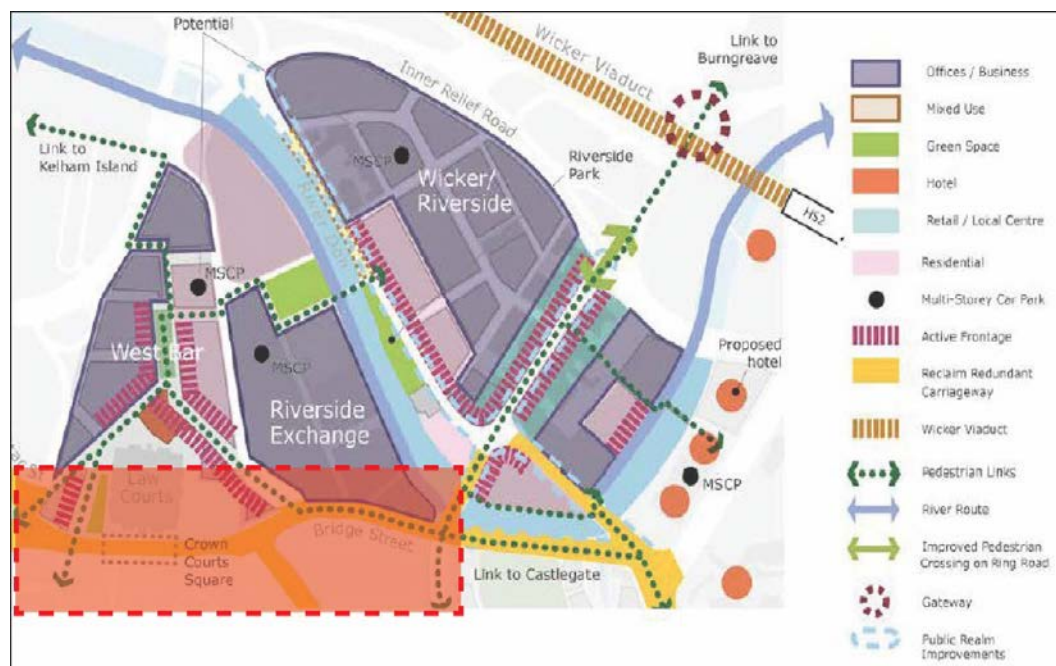 Potential
Wicker Viaduct
Link to
Burngreave
Inner Relief Road
Link to
Kelham Island
MSCP
Wicker/
Riverside
Riverside
Park
HS2
River Don
MSCP
West Bar
MSCP
Proposed
hotel
Riverside
Exchange
MSCP
Law
Courts
Bridge Street
Crown
Courts
Square
Link to Castlegate
Offices / Business
Mixed Use
Green Space
Hotel
Retail / Local Centre
Residential
Multi-Storey Car Park
Active Frontage
Reclaim Redundant
Carriageway
Wicker Viaduct
Pedestrian Links
River Route
Improved Pedestrian
Crossing on Ring Road
Gateway
Public Realm
Improvements